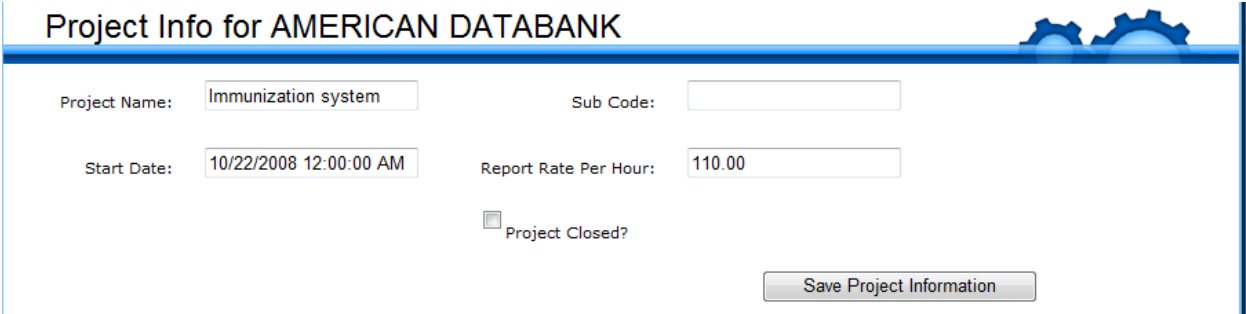 Project Info for AMERICAN DATABANK
Project Name: Immunization system Sub Code:
Start Date: 10/22/2008 12:00:00 AM Report Rate Per Hour: 110.00
Project Closed?
Save Project Information